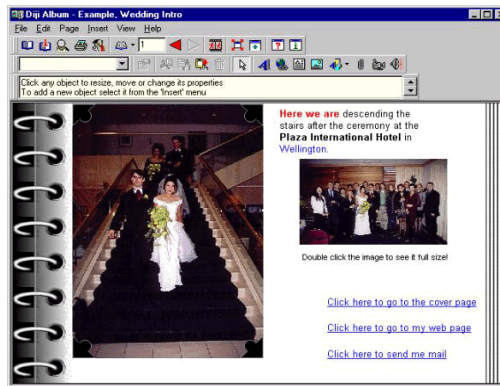 Diji Album - Example, Wedding Intro
File Edit Page Insert View Help
1
Click any object to resize, move or change its properties
To add a new object select it from the 'Insert' menu
Here we are descending the
stairs after the ceremony at the
Plaza International Hotel in
Wellington.
Double click the image to see it full size!
Click here to go to the cover page
Click here to go to my web page
Click here to send me mail